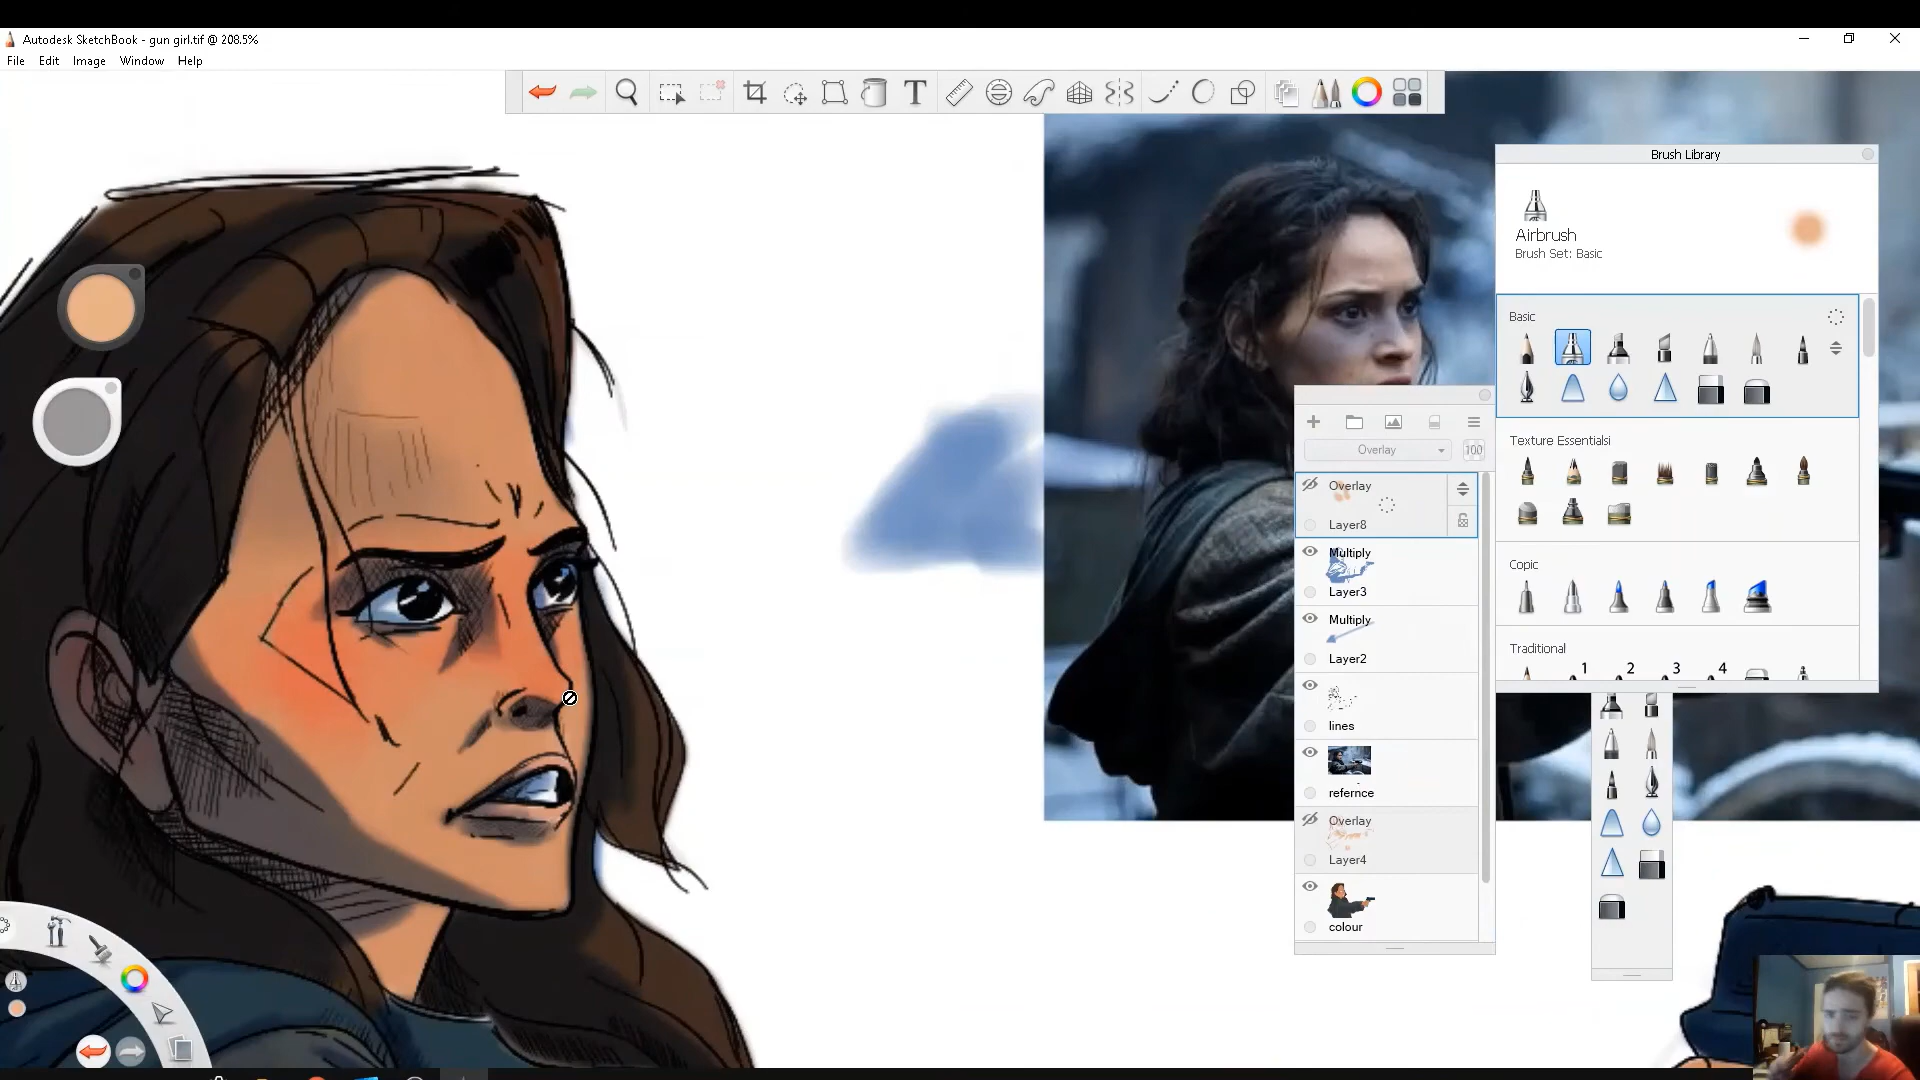 Autodesk SketchBook - gun girl.tif @ 208.5%
File Edit Image Window Help
T
Brush Library
Airbrush
Brush Set: Basic
Basic
Texture Essentialsi
Copic
Traditional
1 2 3 4
Overlay 100
Overlay
Layer8
Multiply
Layer3
Multiply
Layer2
lines
refernce
Overlay
Layer4
colour